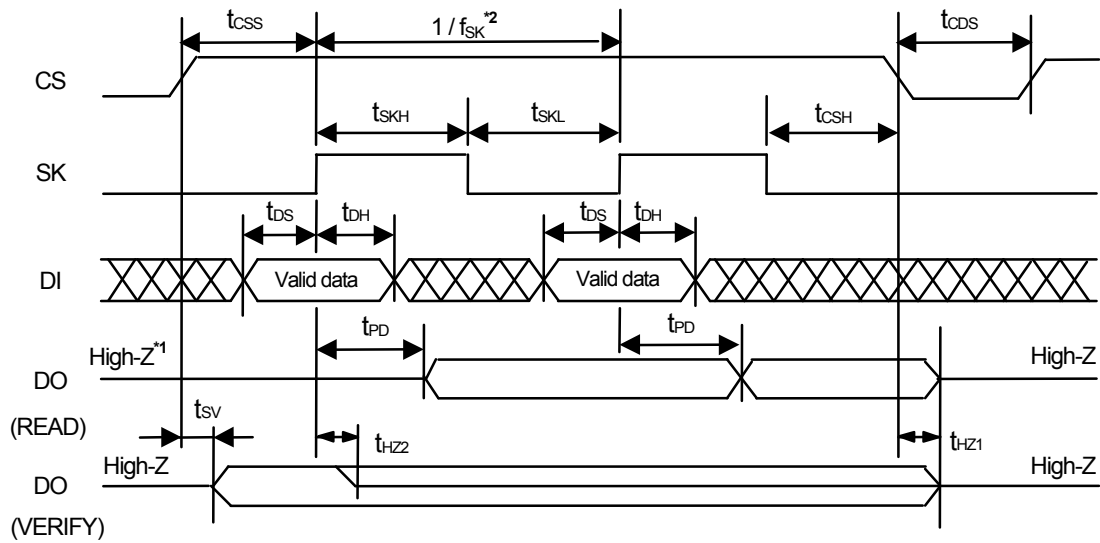 tCSS 1 / fSK*2 tCDS
CS
tSKH tSKL tCSH
SK
tDS tDH tDS tDH
DI Valid data Valid data
tPD tPD
High-Z*1 High-Z
DO
(READ)
tSV tHZ2 tHZ1
High-Z High-Z
DO
(VERIFY)